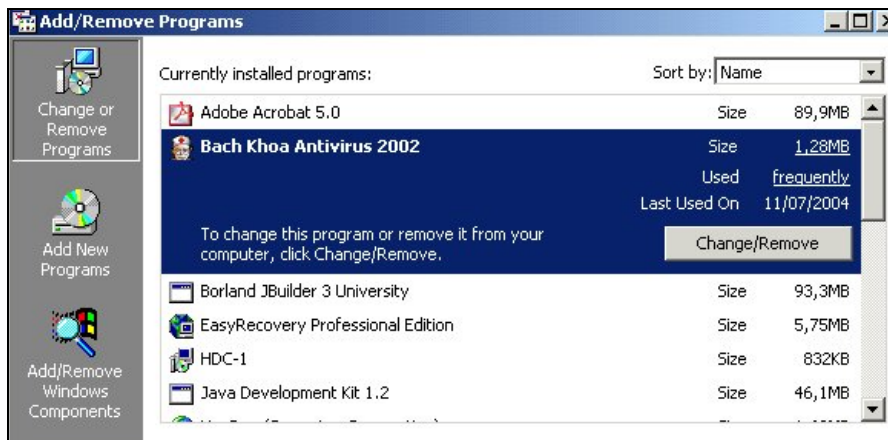 Add/Remove Programs
Change or
Remove
Programs
Add New
Programs
Add/Remove
Windows
Components
Currently installed programs:
Sort by: Name
Adobe Acrobat 5.0 Size 89,9MB
Bach Khoa Antivirus 2002 Size 1,28MB
Used frequently
Last Used On 11/07/2004
To change this program or remove it from your
computer, click Change/Remove.
Change/Remove
Borland JBuilder 3 University Size 93,3MB
EasyRecovery Professional Edition Size 5,75MB
HDC-1 Size 832KB
Java Development Kit 1.2 Size 46,1MB